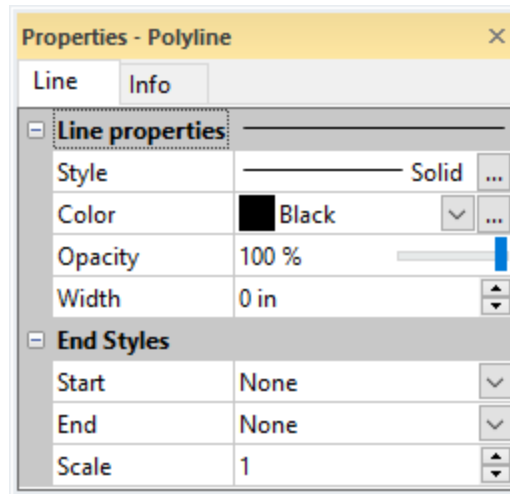 Properties - Polyline
Line Info
Line properties
Style Solid ...
Color Black ...
Opacity 100 %
Width 0 in
End Styles
Start None
End None
Scale 1